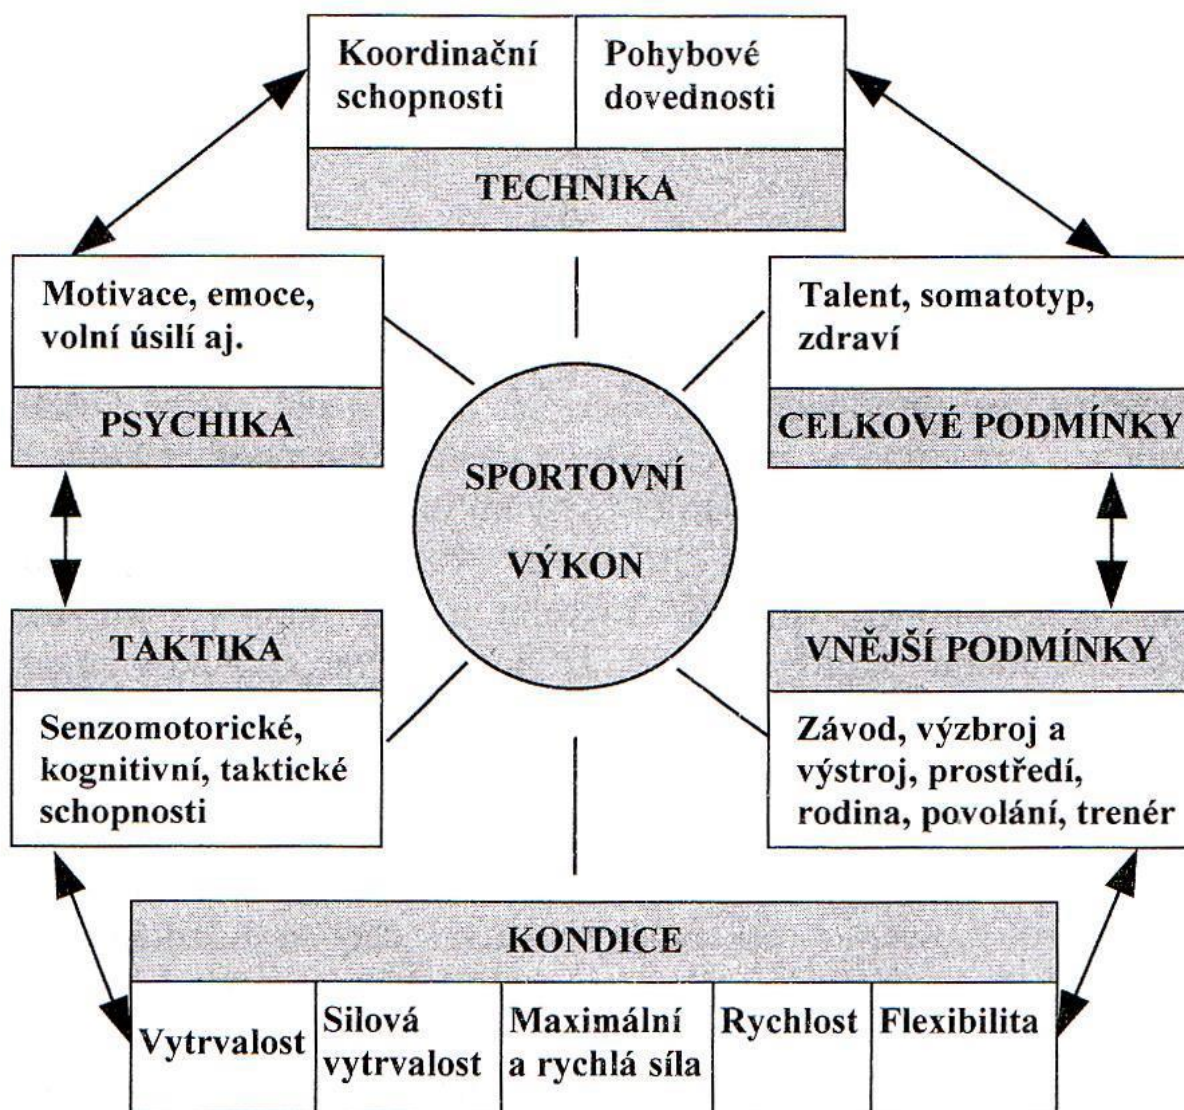 Koordinační
schopnosti
Pohybové
dovednosti
TECHNIKA
Motivace, emoce,
volní úsilí aj.
PSYCHIKA
Talent, somatotyp,
zdraví
CELKOVÉ PODMÍNKY
SPORTOVNÍ
VÝKON
TAKTIKA
Senzomotorické,
kognitivní, taktické
schopnosti
VNĚJŠÍ PODMÍNKY
Závod, výzbroj a
výstroj, prostředí,
rodina, povolání, trenér
KONDICE
Vytrvalost
Silová
vytrvalost
Maximální
a rychlá síla
Rychlost
Flexibilita